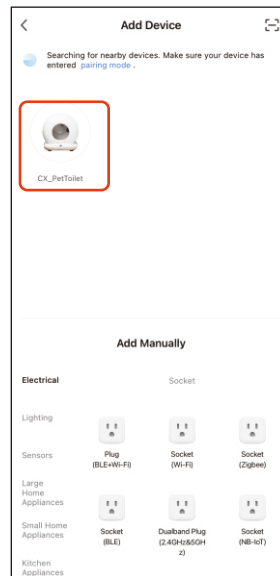 Add Device
Searching for nearby devices. Make sure your device has
entered pairing mode .
CX_PetToilet
Add Manually
Electrical
Socket
Lighting
Sensors
Large
Home
Appliances
Small Home
Appliances
Kitchen
Appliances
Plug
(BLE+Wi-Fi)
Socket
(Wi-Fi)
Socket
(Zigbee)
Socket
(BLE)
Dualband Plug
(2.4GHz&5GH
z)
Socket
(NB-IoT)